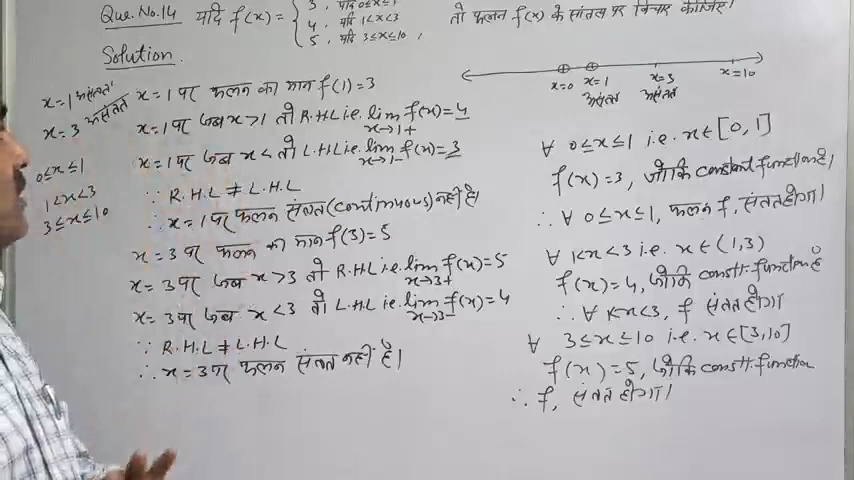 Que. No. 14 यदि f(x) = { 3, यदि 0≤x≤1
4, यदि 1<x<3
5, यदि 3≤x≤10,
तो फलन f(x) के सांतत्य पर विचार कीजिए।
Solution.
x=1 असंतत
x=3 असंतत
0≤x≤1
1<x<3
3≤x≤10
x=1 पर फलन का मान f(1)=3
x=1 पर जब x>1 तो R.H.L i.e. lim x→1+ f(x)=4
x=1 पर जब x< तो L.H.L i.e. lim x→1- f(x)=3
∵ R.H.L ≠ L.H.L
∴ x=1 पर फलन संतत (continuous) नहीं है।
x=3 पर फलन का मान f(3)=5
x=3 पर जब x>3 तो R.H.L i.e. lim x→3+ f(x)=5
x=3 पर जब x<3 तो L.H.L i.e. lim x→3- f(x)=4
∵ R.H.L ≠ L.H.L
∴ x=3 पर फलन संतत नहीं है।
x=0 x=1 x=3 x=10
असंतत असंतत
∀ 0≤x≤1 i.e. x∈[0,1]
f(x)=3, जोकि constant function है।
∴ ∀ 0≤x≤1, फलन f, संतत होगा।
∀ 1<x<3 i.e. x∈(1,3)
f(x)=4, जोकि constt. function है
∴ ∀ 1<x<3, f संतत होगा
∀ 3≤x≤10 i.e. x∈[3,10]
f(x)=5, जोकि constt. function
∴ f, संतत होगा।